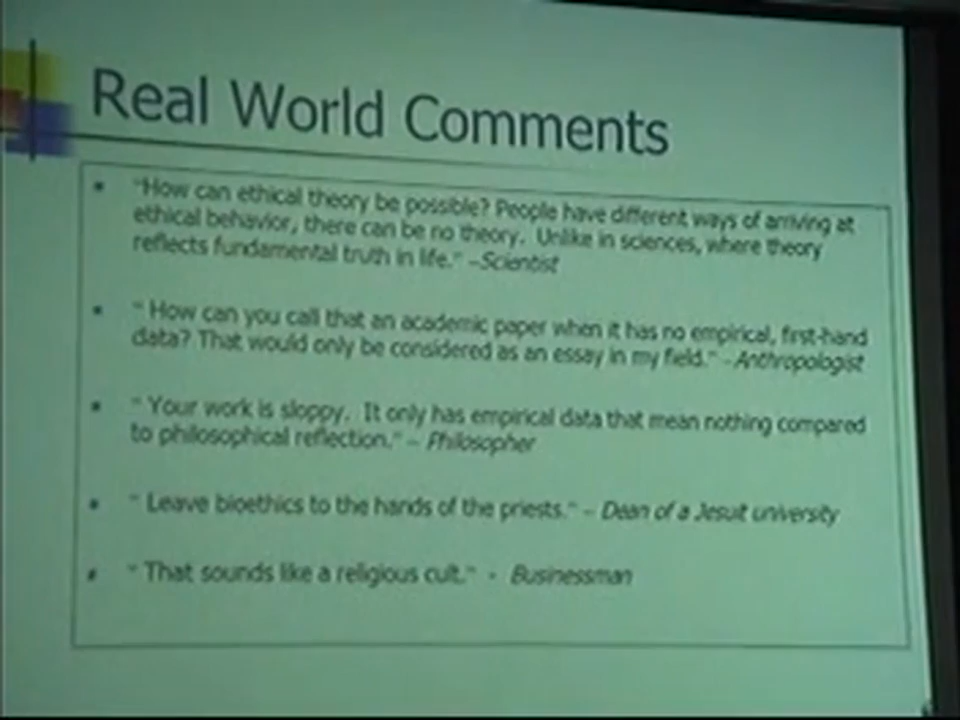 Real World Comments
"How can ethical theory be possible? People have different ways of arriving at
ethical behavior, there can be no theory. Unlike in sciences, where theory
reflects fundamental truth in life." –Scientist
" How can you call that an academic paper when it has no empirical, first-hand
data? That would only be considered as an essay in my field." - Anthropologist
" Your work is sloppy. It only has empirical data that mean nothing compared
to philosophical reflection." – Philosopher
" Leave bioethics to the hands of the priests." – Dean of a Jesuit university
" That sounds like a religious cult." - Businessman